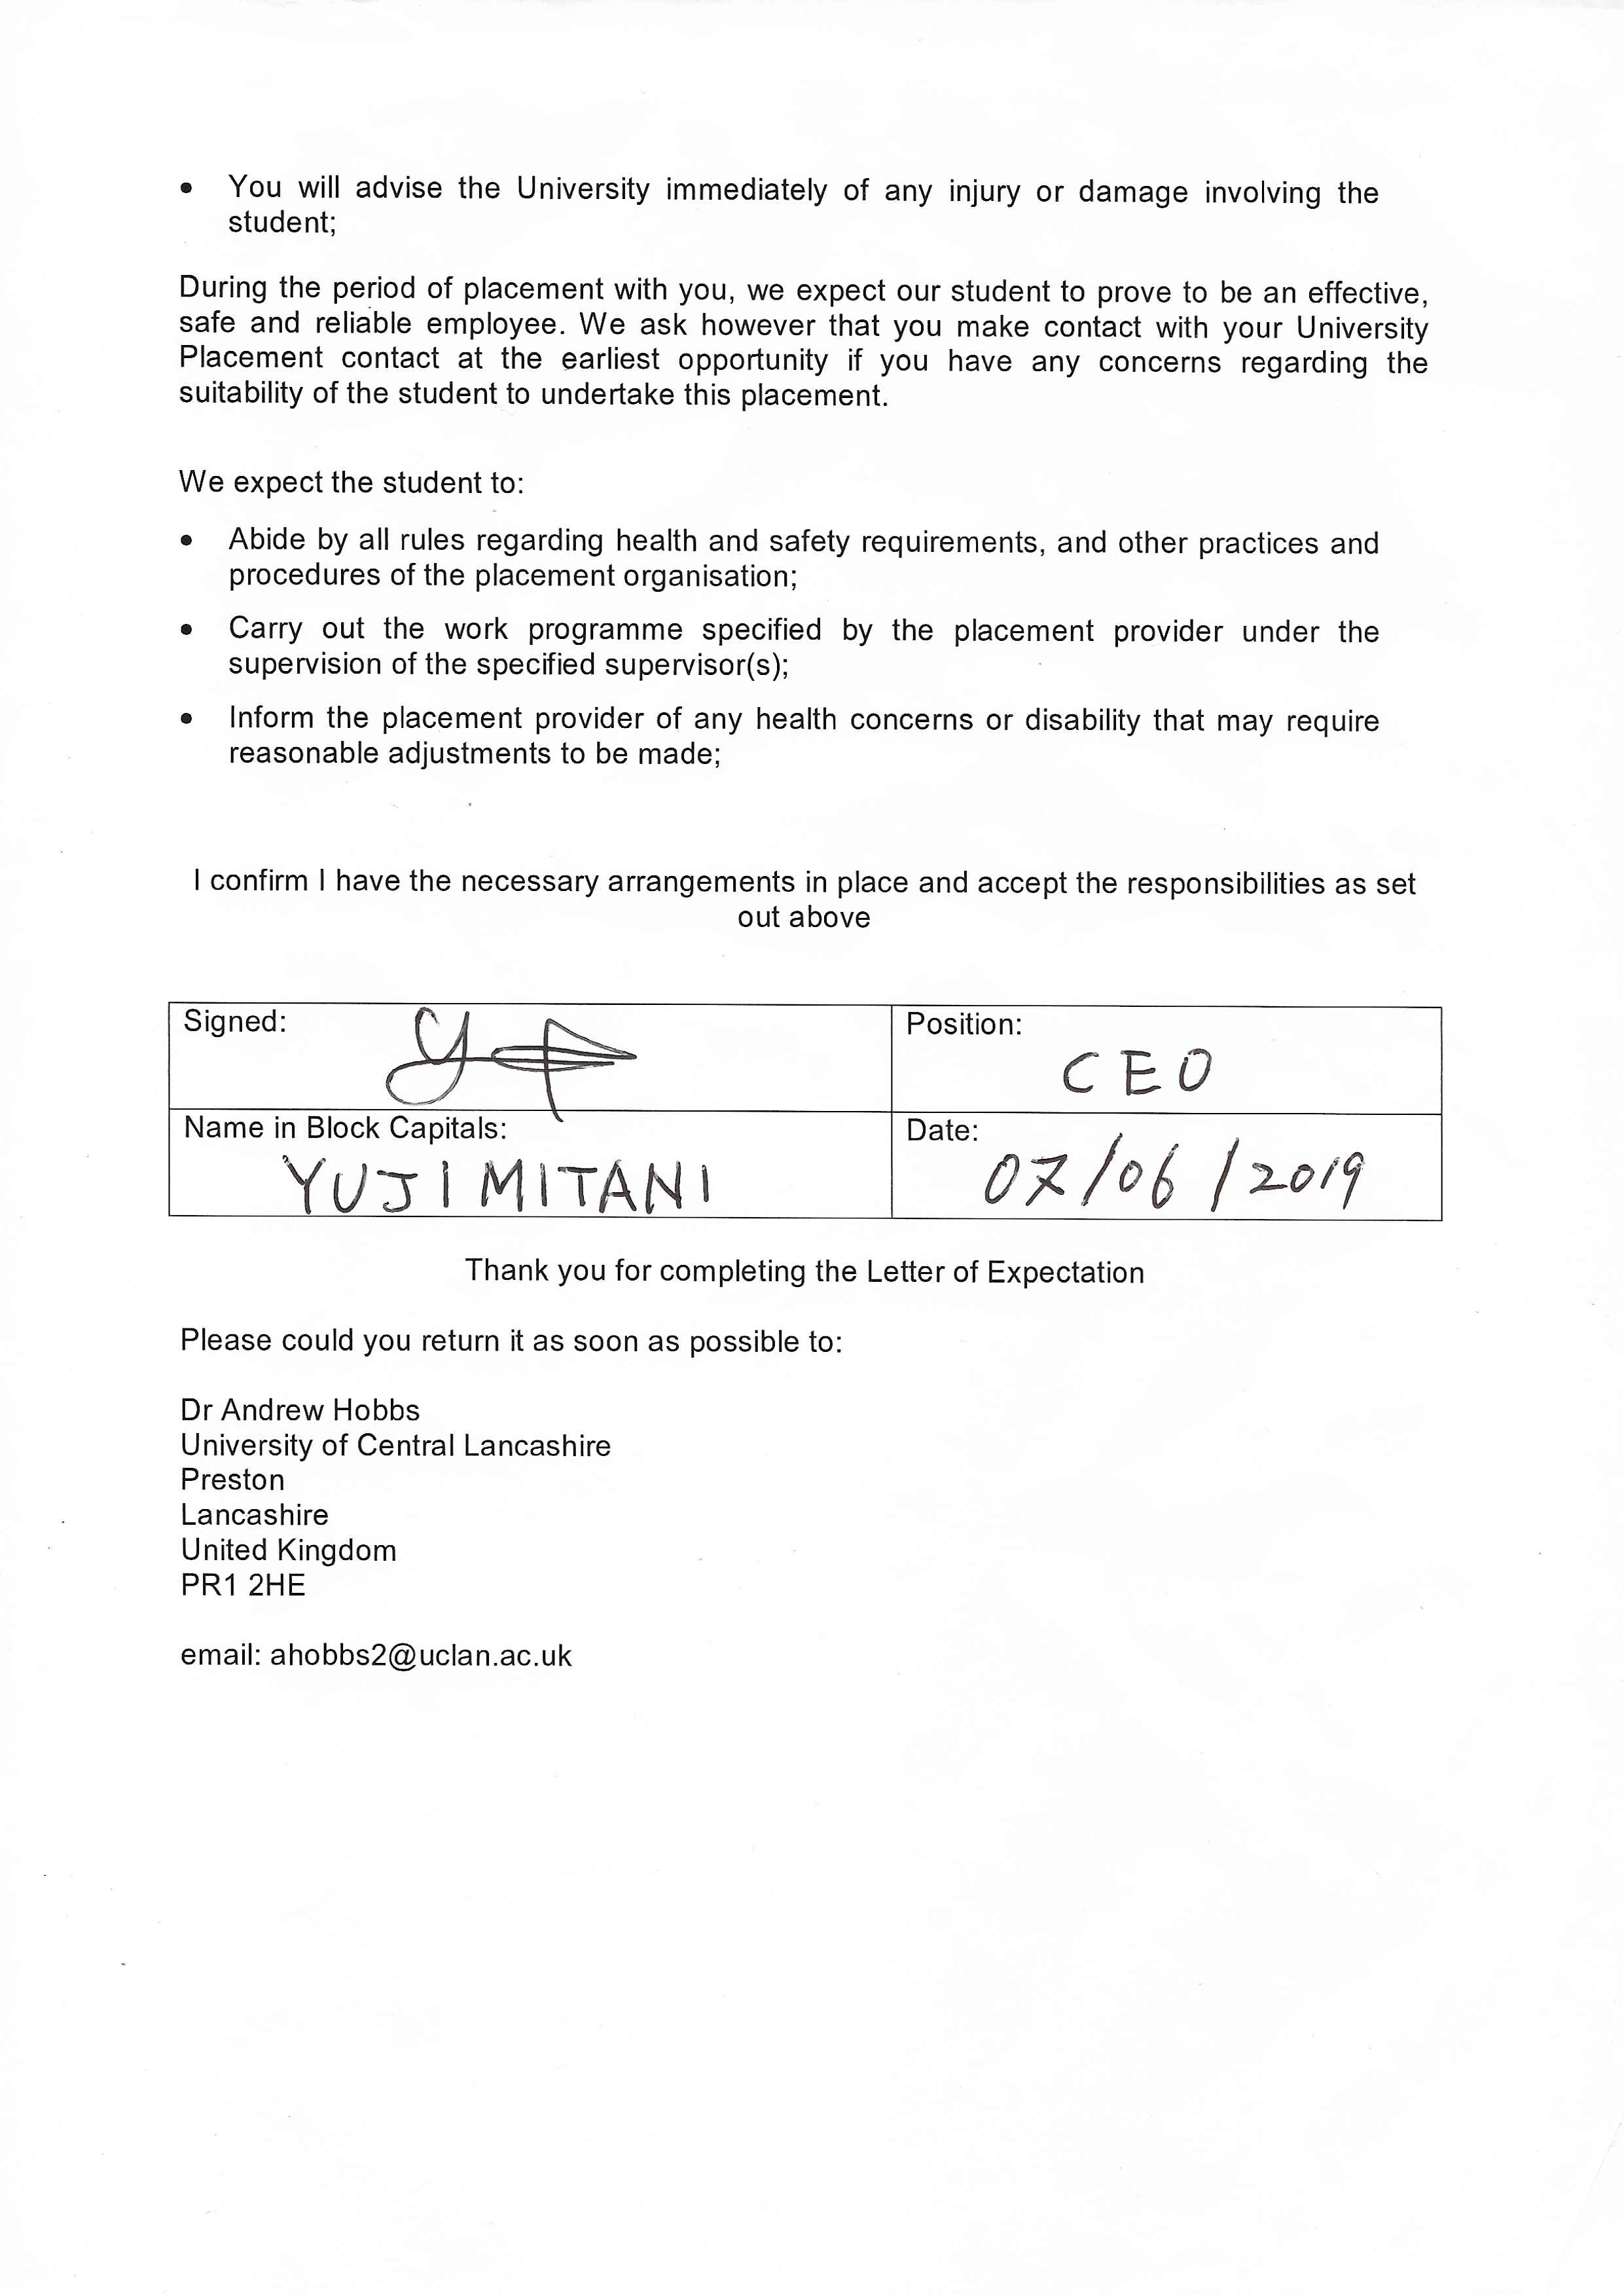 • You will advise the University immediately of any injury or damage involving the
student;
During the period of placement with you, we expect our student to prove to be an effective,
safe and reliable employee. We ask however that you make contact with your University
Placement contact at the earliest opportunity if you have any concerns regarding the
suitability of the student to undertake this placement.
We expect the student to:
• Abide by all rules regarding health and safety requirements, and other practices and
procedures of the placement organisation;
• Carry out the work programme specified by the placement provider under the
supervision of the specified supervisor(s);
• Inform the placement provider of any health concerns or disability that may require
reasonable adjustments to be made;
I confirm I have the necessary arrangements in place and accept the responsibilities as set
out above
Signed:
Position:
CEO
Name in Block Capitals:
YUJI MITANI
Date:
07/06/2019
Thank you for completing the Letter of Expectation
Please could you return it as soon as possible to:
Dr Andrew Hobbs
University of Central Lancashire
Preston
Lancashire
United Kingdom
PR1 2HE
email: ahobbs2@uclan.ac.uk